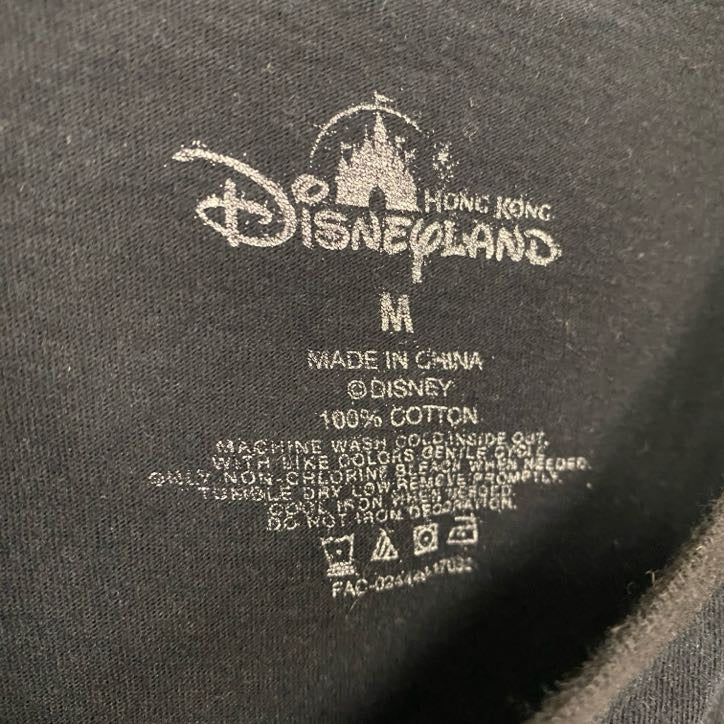 HONG KONG
DISNEYLAND
M
MADE IN CHINA
©DISNEY
100% COTTON
MACHINE WASH COLD INSIDE OUT,
WITH LIKE COLORS GENTLE CYCLE
ONLY NON-CHLORINE BLEACH WHEN NEEDED.
TUMBLE DRY LOW. REMOVE PROMPTLY.
COOL IRON WHEN NEEDED.
DO NOT IRON DECORATION.